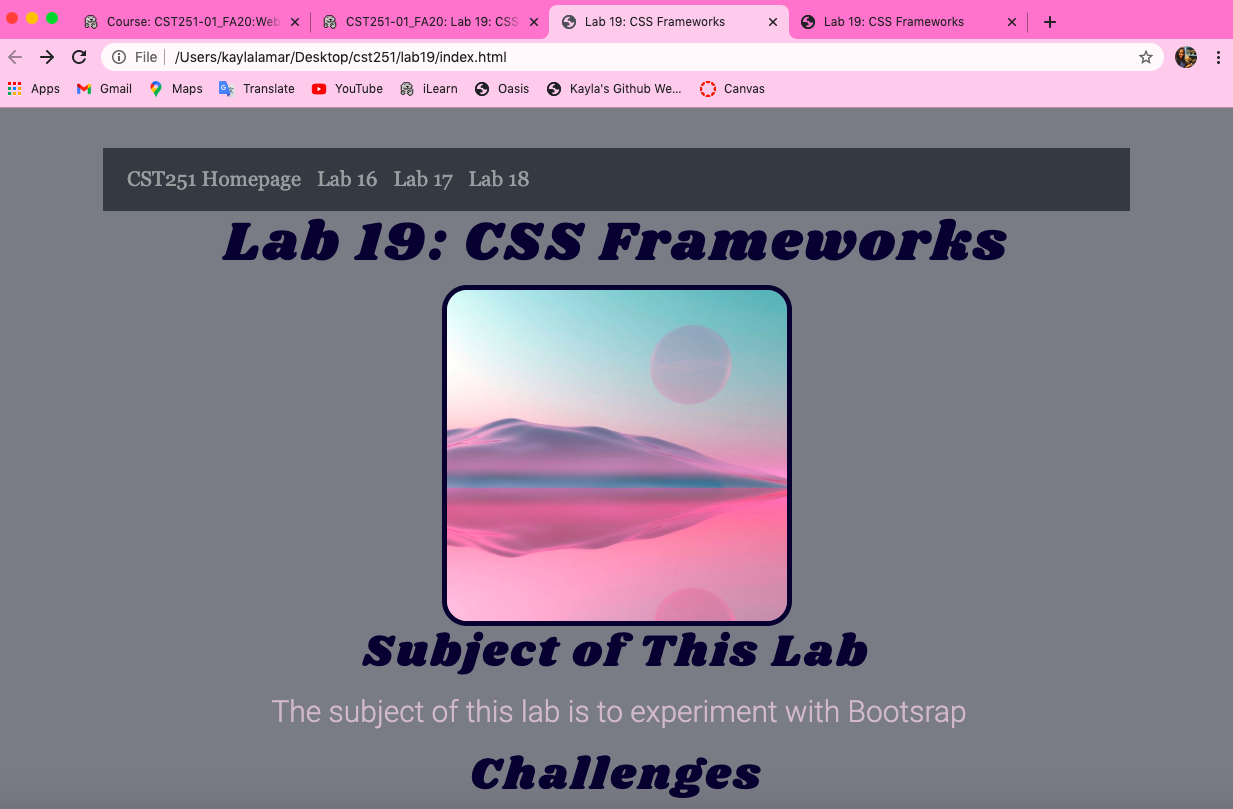 Course: CST251-01_FA20:Web
CST251-01_FA20: Lab 19: CSS
Lab 19: CSS Frameworks
Lab 19: CSS Frameworks
File
/Users/kaylalamar/Desktop/cst251/lab19/index.html
Apps
Gmail
Maps
Translate
YouTube
iLearn
Oasis
Kayla's Github We...
Canvas
CST251 Homepage Lab 16 Lab 17 Lab 18
Lab 19: CSS Frameworks
Subject of This Lab
The subject of this lab is to experiment with Bootsrap
Challenges